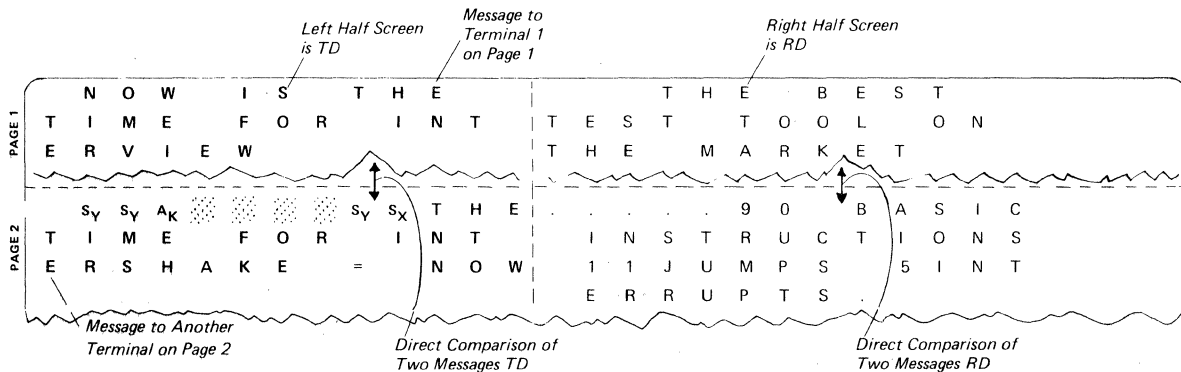 Message to
Terminal 1
on Page 1
Left Half Screen
is TD
Right Half Screen
is RD
PAGE 1
N O W I S T H E
T I M E F O R I N T
E R V I E W
T H E B E S T
T E S T T O O L O N
T H E M A R K E T
PAGE 2
SY SY AK SY SX T H E
T I M E F O R I N T
E R S H A K E = N O W
. . . . . 9 0 B A S I C
I N S T R U C T I O N S
1 1 J U M P S 5 I N T
E R R U P T S .
Message to Another
Terminal on Page 2
Direct Comparison of
Two Messages TD
Direct Comparison of
Two Messages RD